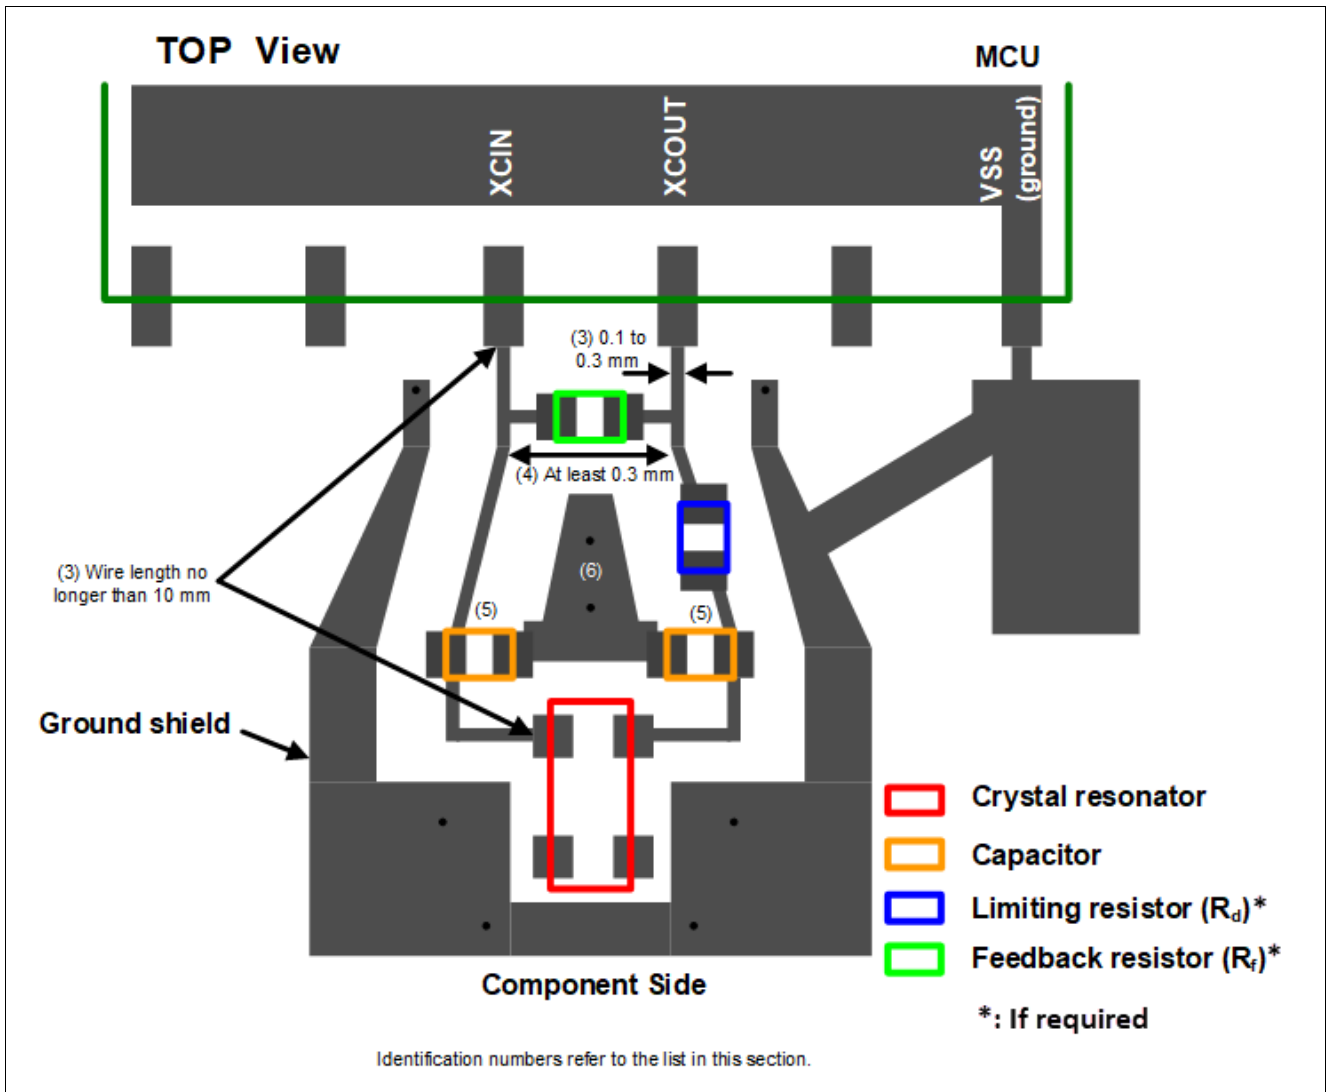 TOP View
MCU
XCIN
XCOUT
VSS
(ground)
(3) 0.1 to
0.3 mm
(4) At least 0.3 mm
(3) Wire length no
longer than 10 mm
(6)
(5)
(5)
Ground shield
Crystal resonator
Capacitor
Limiting resistor (Rd)*
Feedback resistor (Rf)*
*: If required
Component Side
Identification numbers refer to the list in this section.